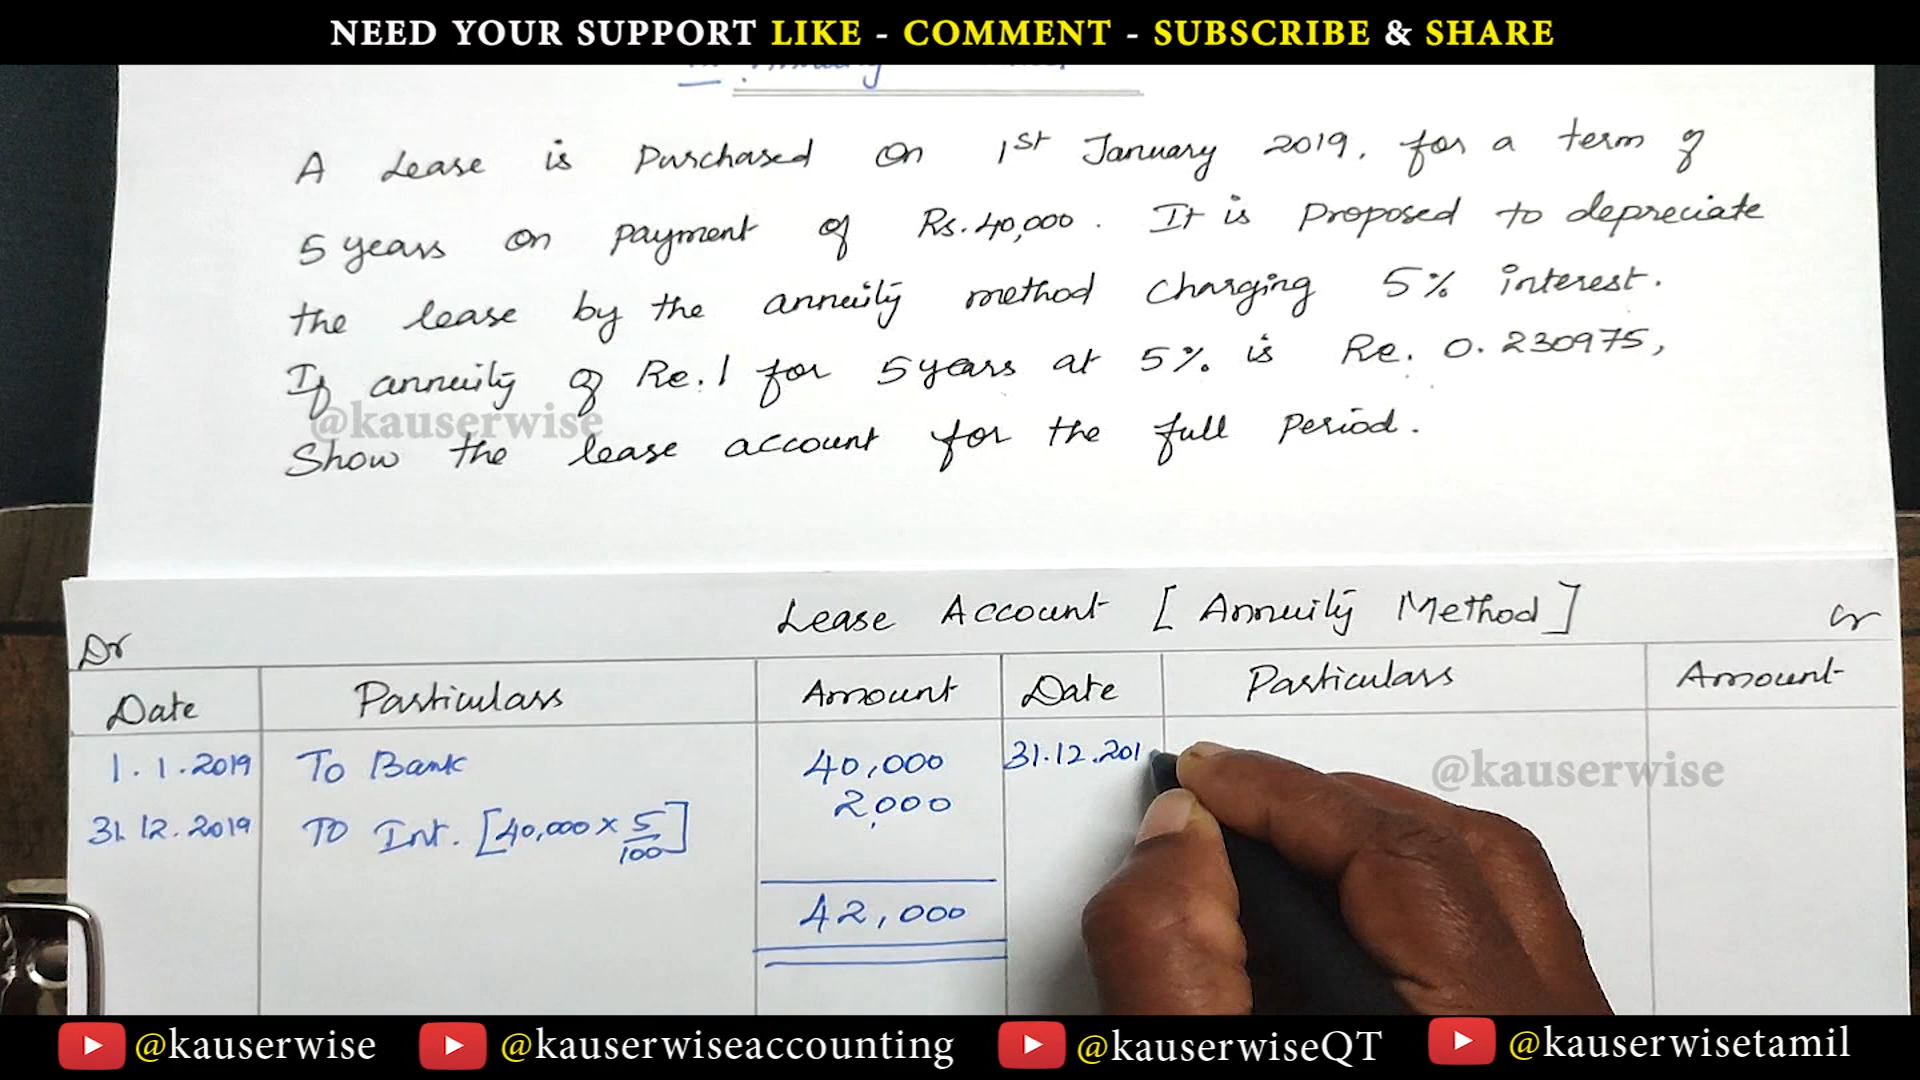 NEED YOUR SUPPORT LIKE - COMMENT - SUBSCRIBE & SHARE
A Lease is Purchased on 1st January 2019, for a term of
5 years on payment of Rs. 40,000. It is proposed to depreciate
the lease by the annuity method charging 5% interest.
If annuity of Re. 1 for 5 years at 5% is Re. 0.230975,
@kauserwise
Show the lease account for the full Period.
Lease Account [Annuity Method]
Dr Cr
Date Particulars Amount Date Particulars Amount
1.1.2019 To Bank 40,000 31.12.201
@kauserwise
31.12.2019 To Int. [40,000 × 5/100] 2,000
42,000
@kauserwise @kauserwiseaccounting @kauserwiseQT @kauserwisetamil